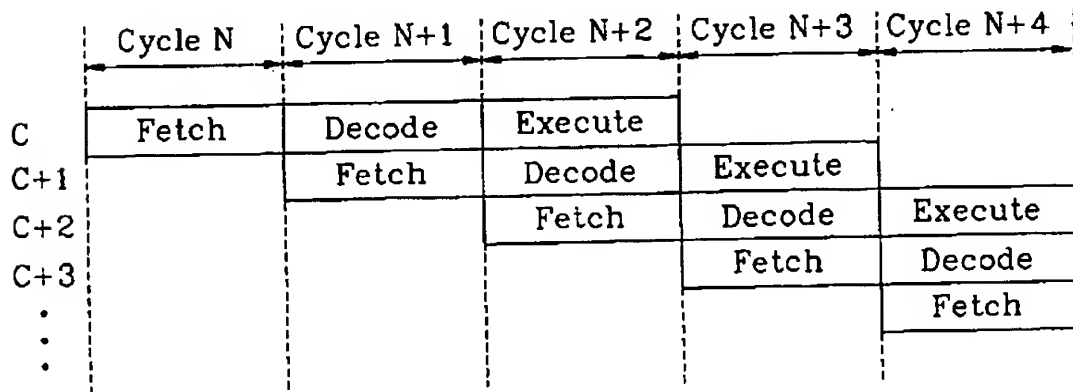 Cycle N Cycle N+1 Cycle N+2 Cycle N+3 Cycle N+4
C Fetch Decode Execute
C+1 Fetch Decode Execute
C+2 Fetch Decode Execute
C+3 Fetch Decode
Fetch